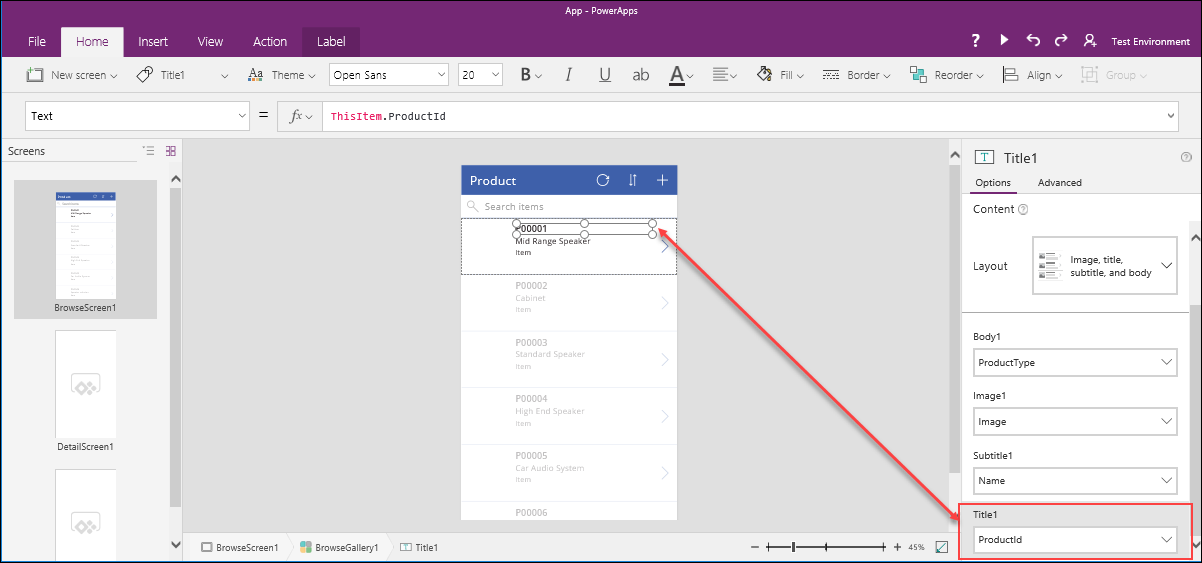 App - PowerApps
File Home Insert View Action Label ? Test Environment
New screen Title1 Aa Theme Open Sans 20 B I U ab A Fill Border Reorder Align Group
Text = fx ThisItem.ProductId
Screens
BrowseScreen1
DetailScreen1
Product
Search items
P00001
Mid Range Speaker
Item
P00002
Cabinet
Item
P00003
Standard Speaker
Item
P00004
High End Speaker
Item
P00005
Car Audio System
Item
P00006
BrowseScreen1 BrowseGallery1 Title1 45%
Title1
Options Advanced
Content
Layout
Image, title,
subtitle, and body
Body1
ProductType
Image1
Image
Subtitle1
Name
Title1
ProductId